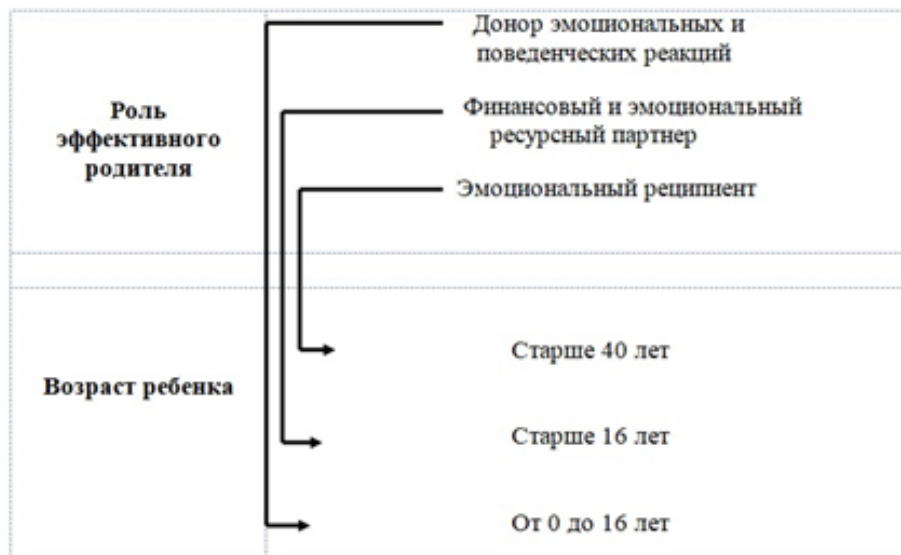 Донор эмоциональных и
поведенческих реакций
Роль
эффективного
родителя
Финансовый и эмоциональный
ресурсный партнер
Эмоциональный реципиент
Старше 40 лет
Возраст ребенка
Старше 16 лет
От 0 до 16 лет